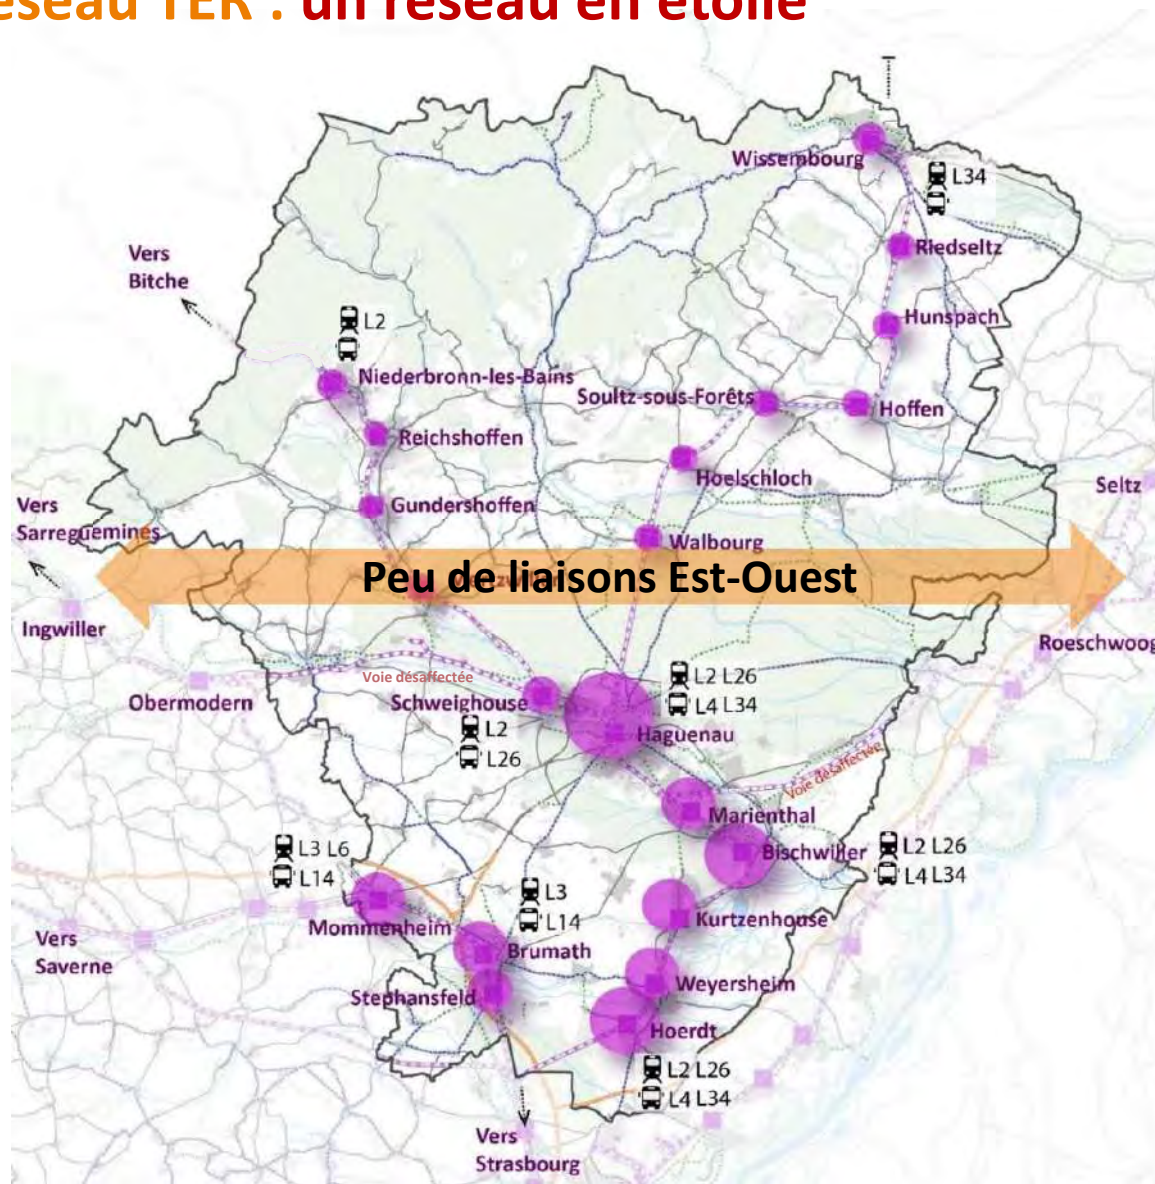 éseau TER : un réseau en étoile
Wissembourg
L34
Riedseltz
Vers
Bitche
Hunspach
L2
Niederbronn-les-Bains
Soultz-sous-Forêts
Hoffen
Reichshoffen
Hoelschloch
Seltz
Vers
Sarreguemines
Gundershoffen
Walbourg
Peu de liaisons Est-Ouest
Ingwiller
Roeschwoog
Voie désaffectée
Obermodern
Schweighouse
L2 L26
L4 L34
L2
L26
Haguenau
Voie désaffectée
Marienthal
L3 L6
L14
Bischwiller
L2 L26
L4 L34
L3
L14
Mommenheim
Kurtzenhouse
Vers
Saverne
Brumath
Stephansfeld
Weyersheim
Hoerdt
L2 L26
L4 L34
Vers
Strasbourg